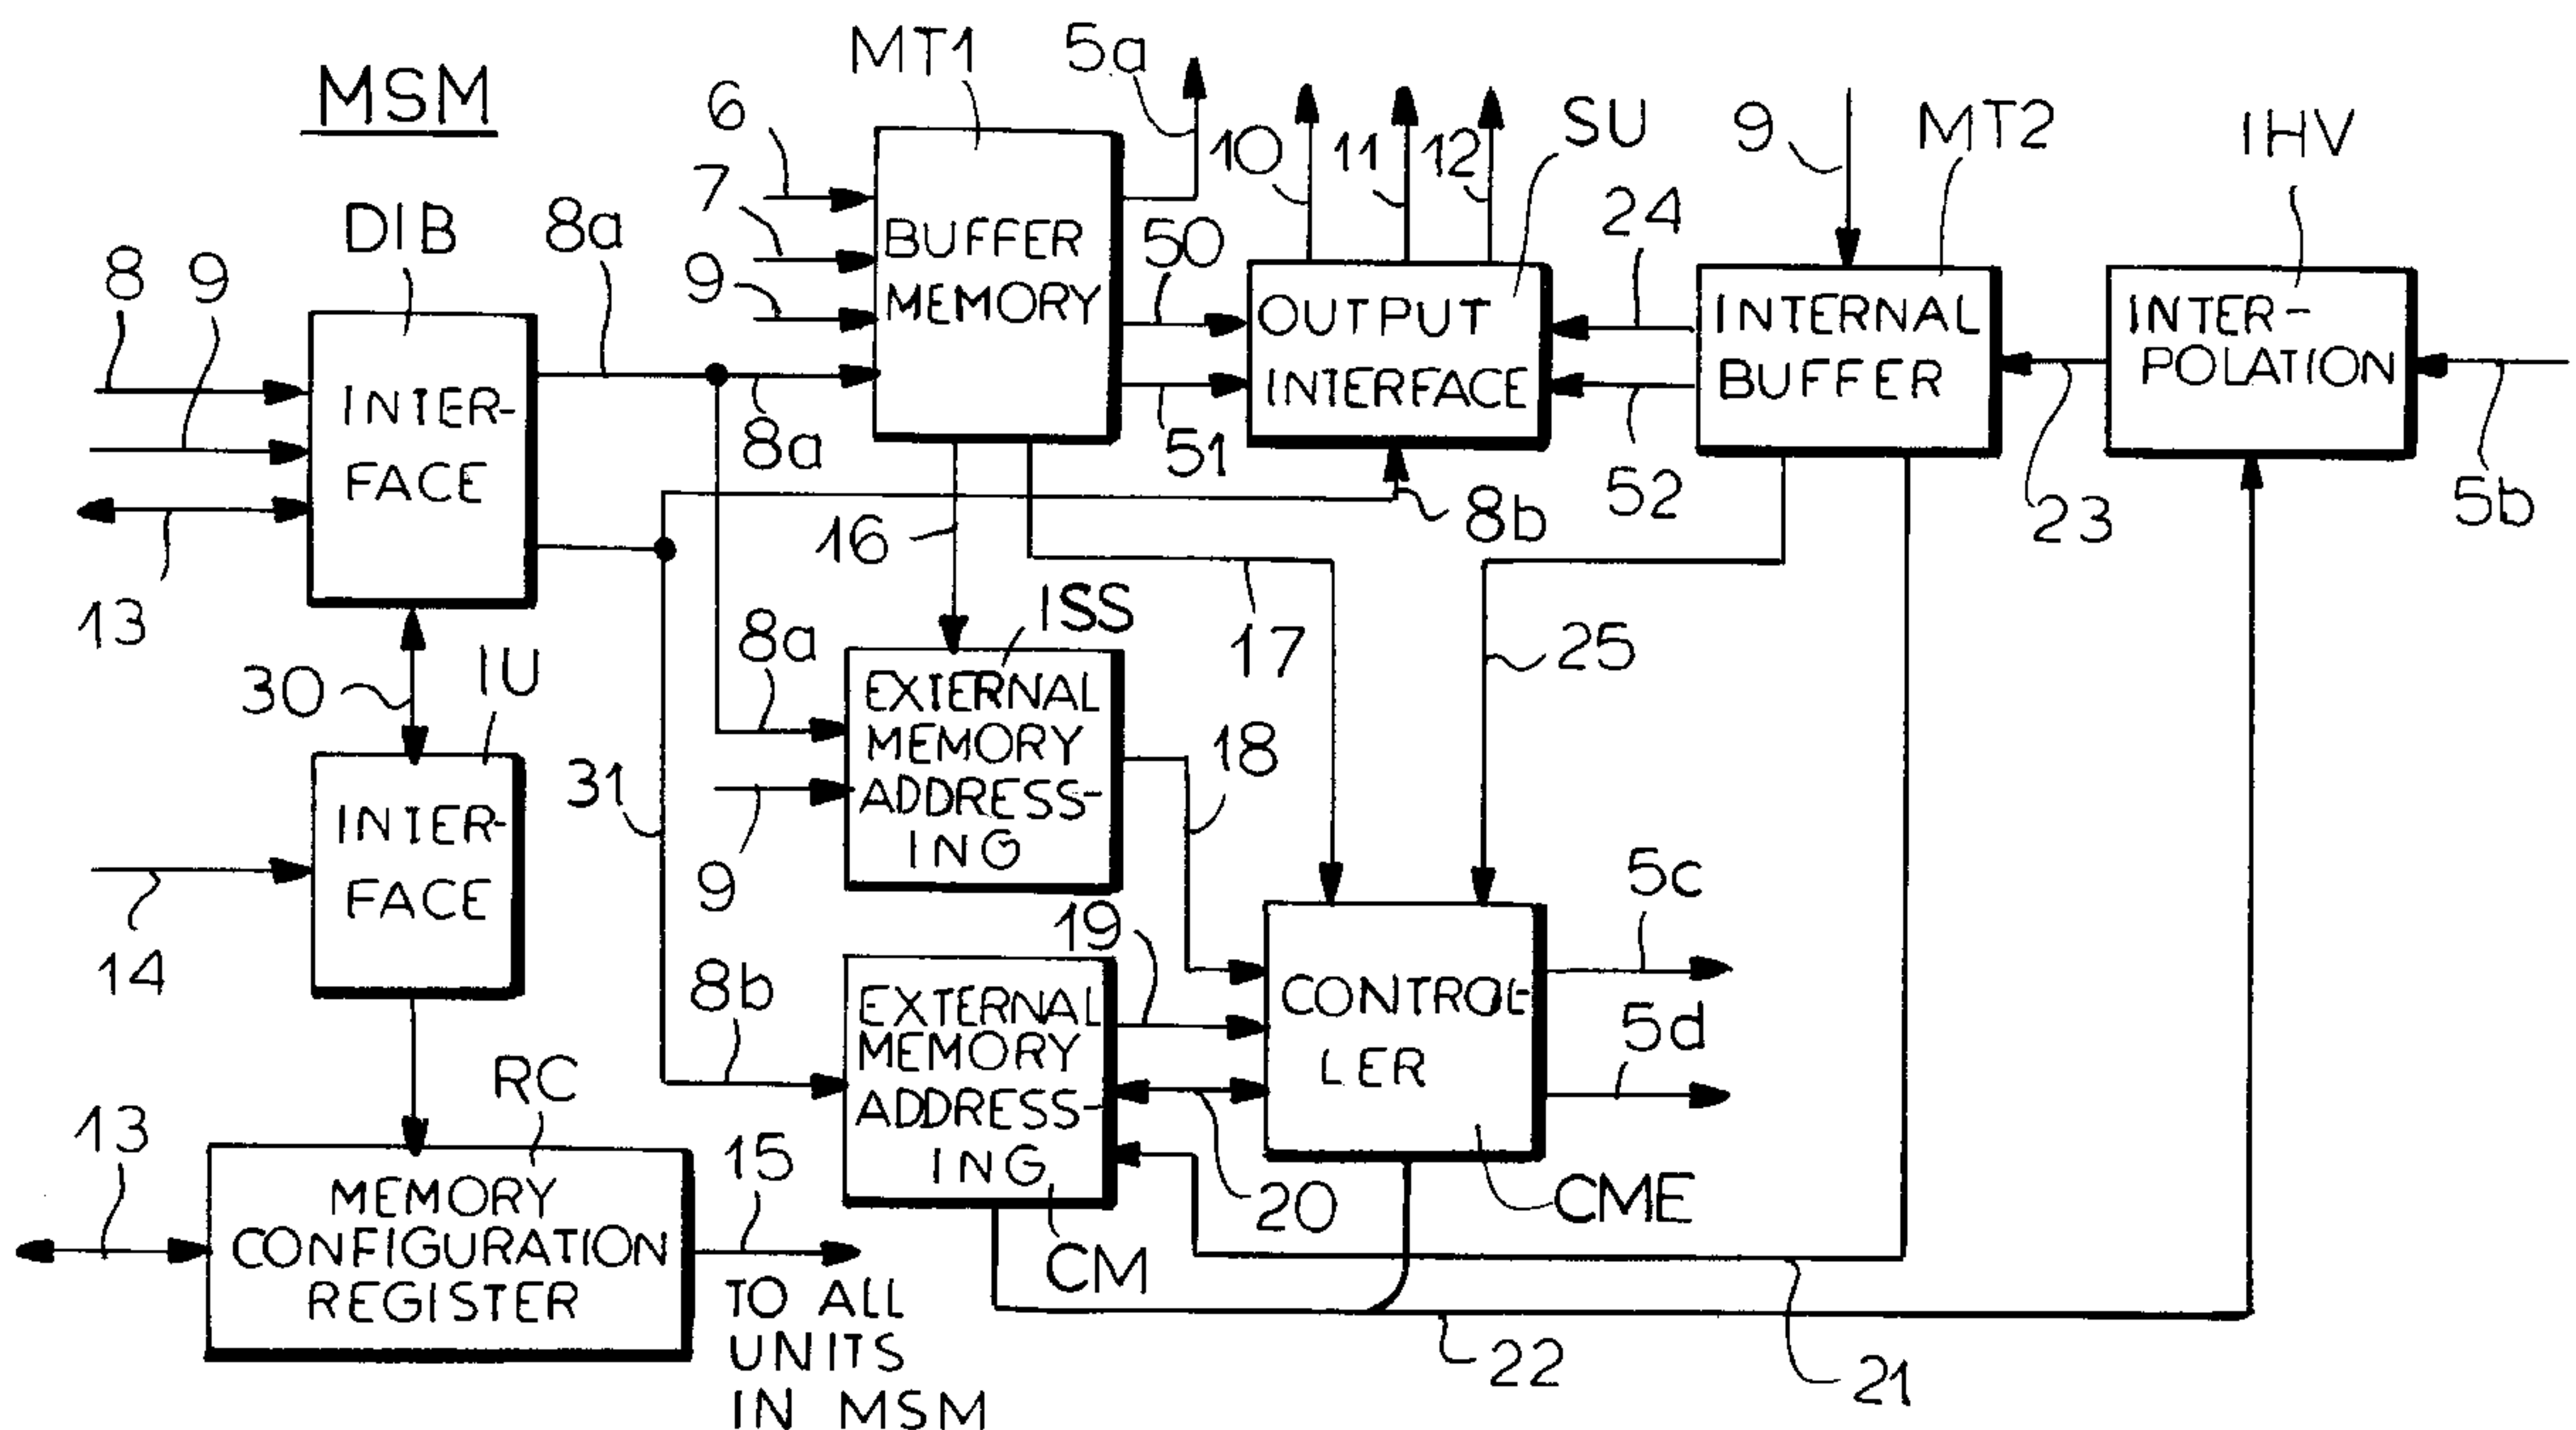 MSM
MT1
5a
6
7
9
10
11
12
SU
9
MT2
IHV
DIB
8a
8
9
13
INTER-
FACE
BUFFER
MEMORY
50
51
8a
OUTPUT
INTERFACE
24
52
8b
INTERNAL
BUFFER
23
INTER-
POLATION
5b
16
17
25
30
IU
INTER-
FACE
14
31
8a
9
ISS
EXTERNAL
MEMORY
ADDRESS-
ING
18
19
8b
EXTERNAL
MEMORY
ADDRESS-
ING
CM
20
CONTROL-
LER
CME
5c
5d
RC
13
MEMORY
CONFIGURATION
REGISTER
15
TO ALL
UNITS
IN MSM
22
21